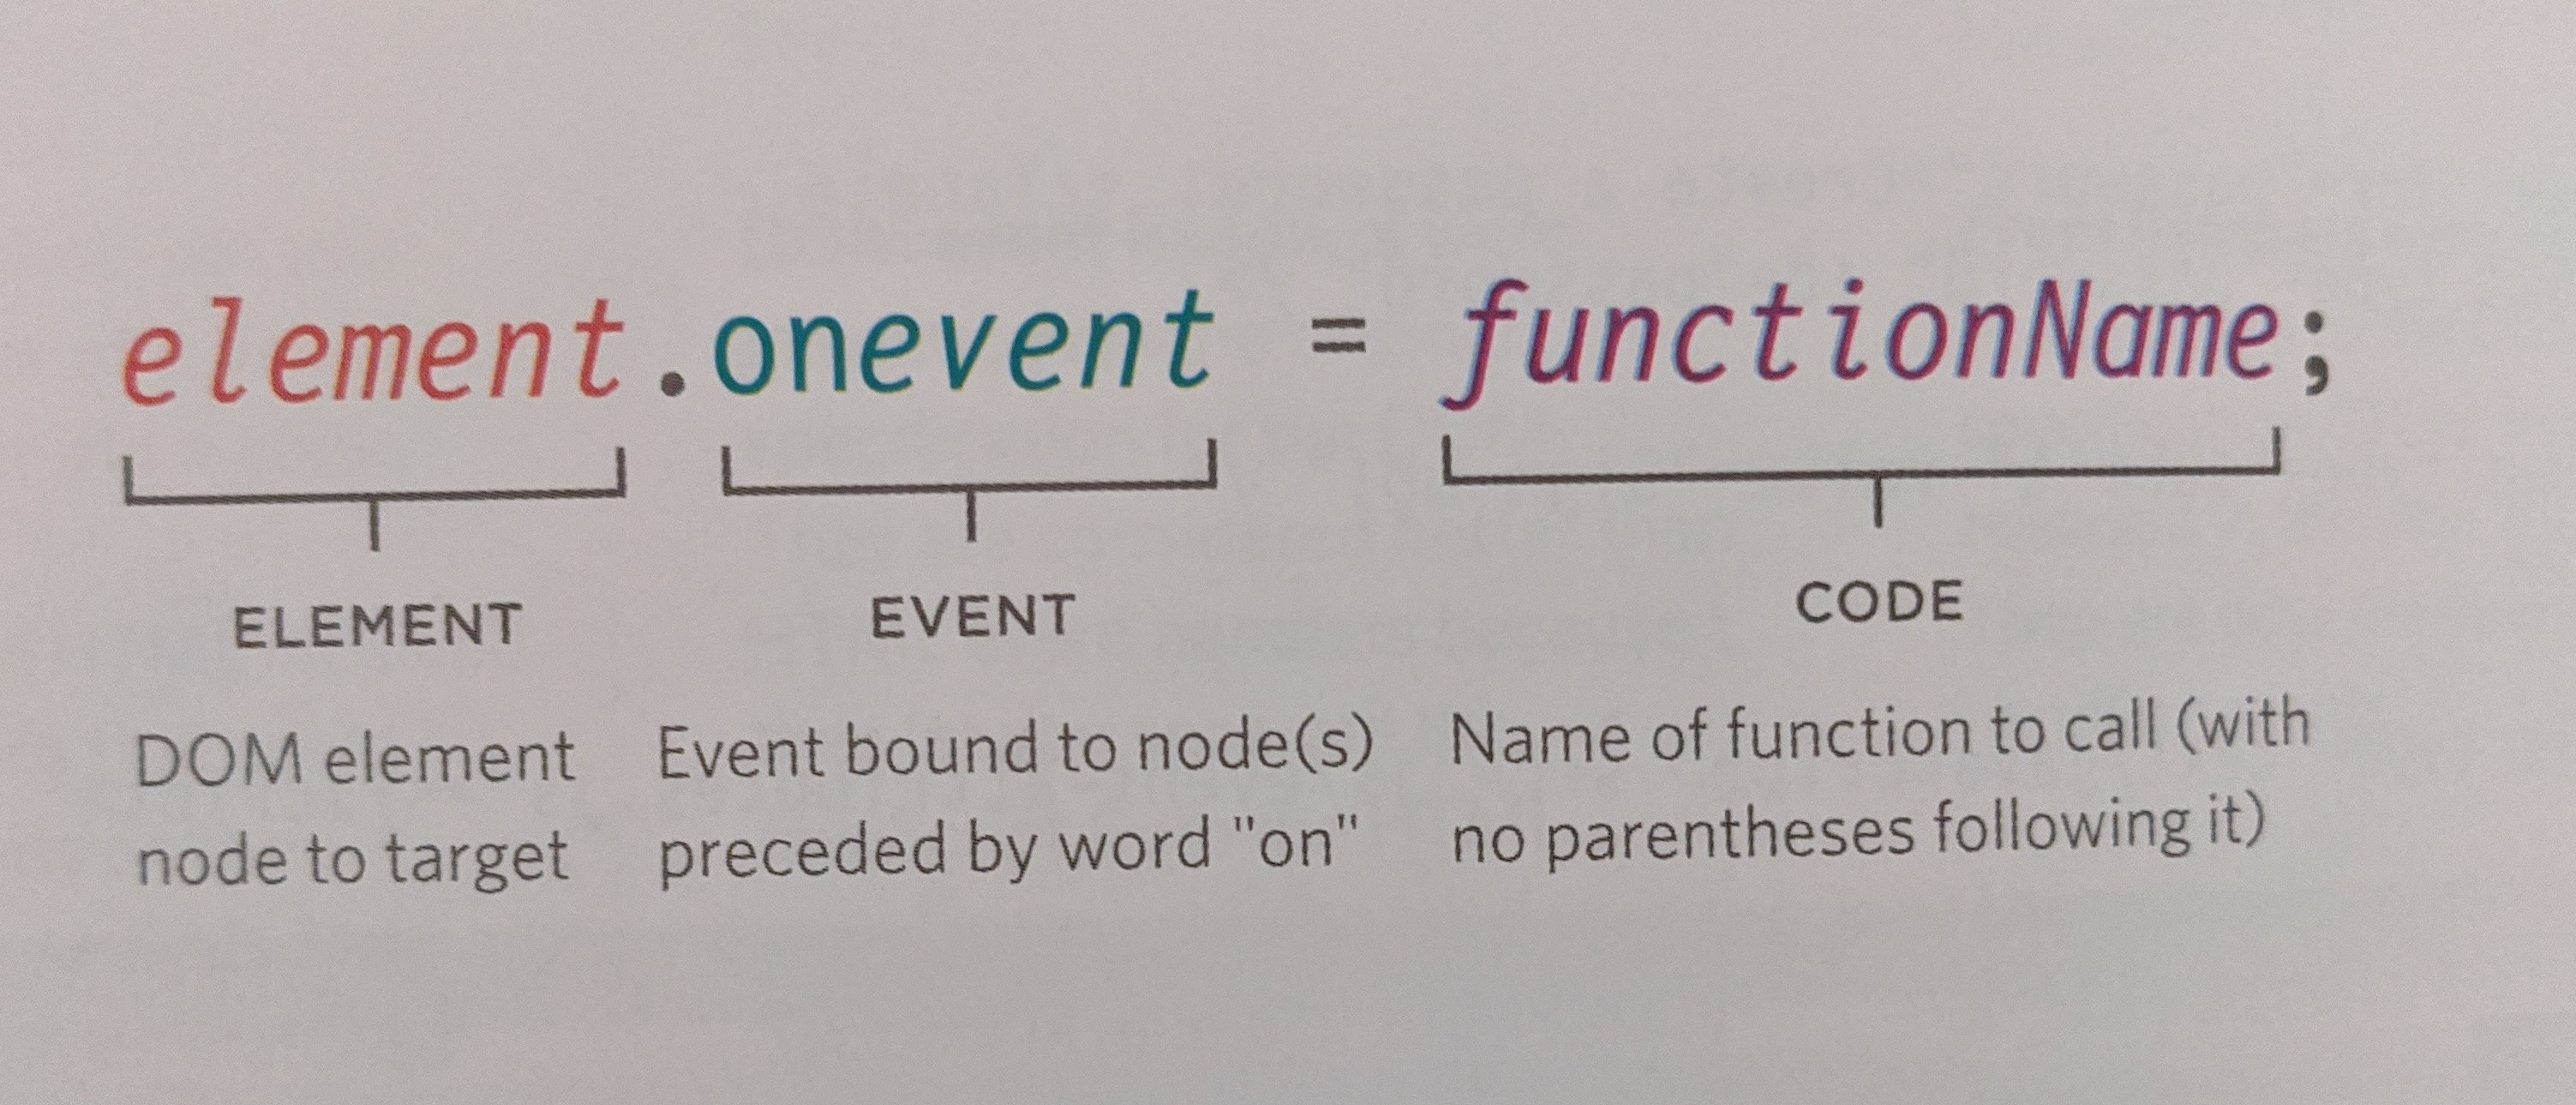 element.onevent = functionName;
ELEMENT EVENT CODE
DOM element
node to target
Event bound to node(s)
preceded by word "on"
Name of function to call (with
no parentheses following it)